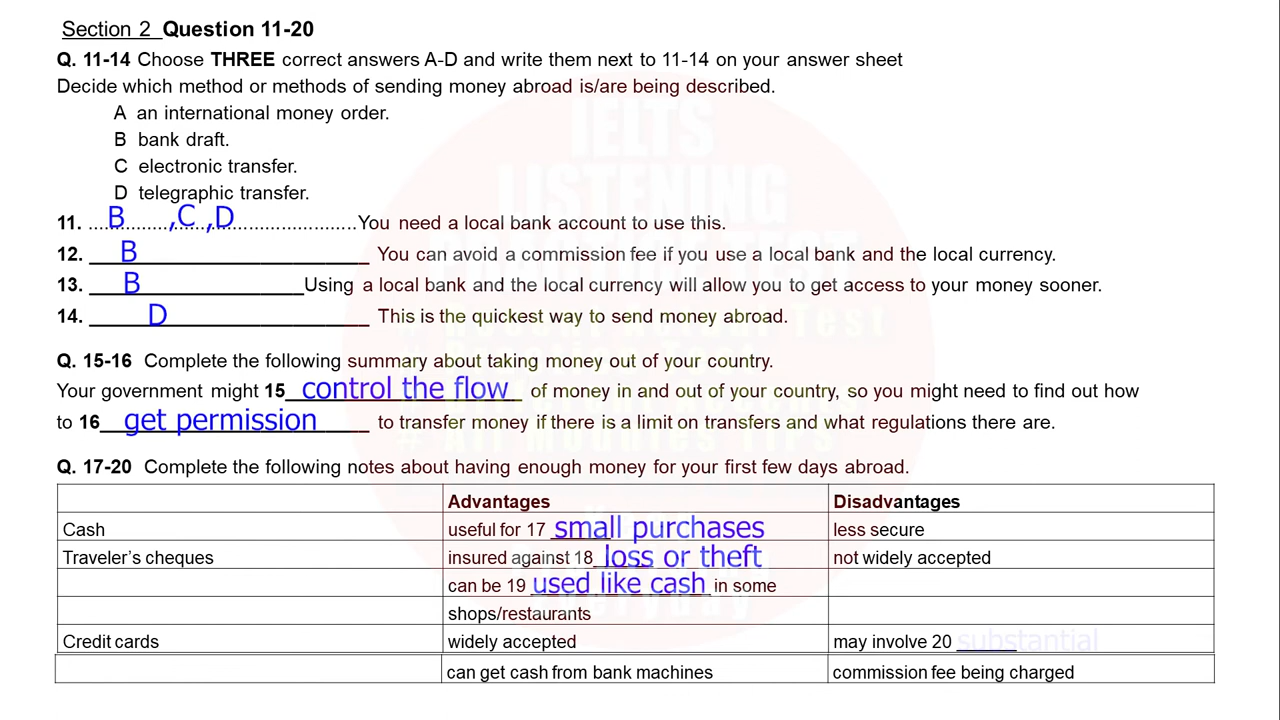 Section 2 Question 11-20
Q. 11-14 Choose THREE correct answers A-D and write them next to 11-14 on your answer sheet
Decide which method or methods of sending money abroad is/are being described.
A an international money order.
B bank draft.
C electronic transfer.
D telegraphic transfer.
11. ....B........,C.,D.........................You need a local bank account to use this.
12. B You can avoid a commission fee if you use a local bank and the local currency.
13. B Using a local bank and the local currency will allow you to get access to your money sooner.
14. D This is the quickest way to send money abroad.
Q. 15-16 Complete the following summary about taking money out of your country.
Your government might 15 control the flow of money in and out of your country, so you might need to find out how
to 16 get permission to transfer money if there is a limit on transfers and what regulations there are.
Q. 17-20 Complete the following notes about having enough money for your first few days abroad.
Advantages Disadvantages
Cash useful for 17 small purchases less secure
Traveler's cheques insured against 18 loss or theft not widely accepted
can be 19 used like cash in some
shops/restaurants
Credit cards widely accepted may involve 20 substantial
can get cash from bank machines commission fee being charged
IELTS
LISTENING